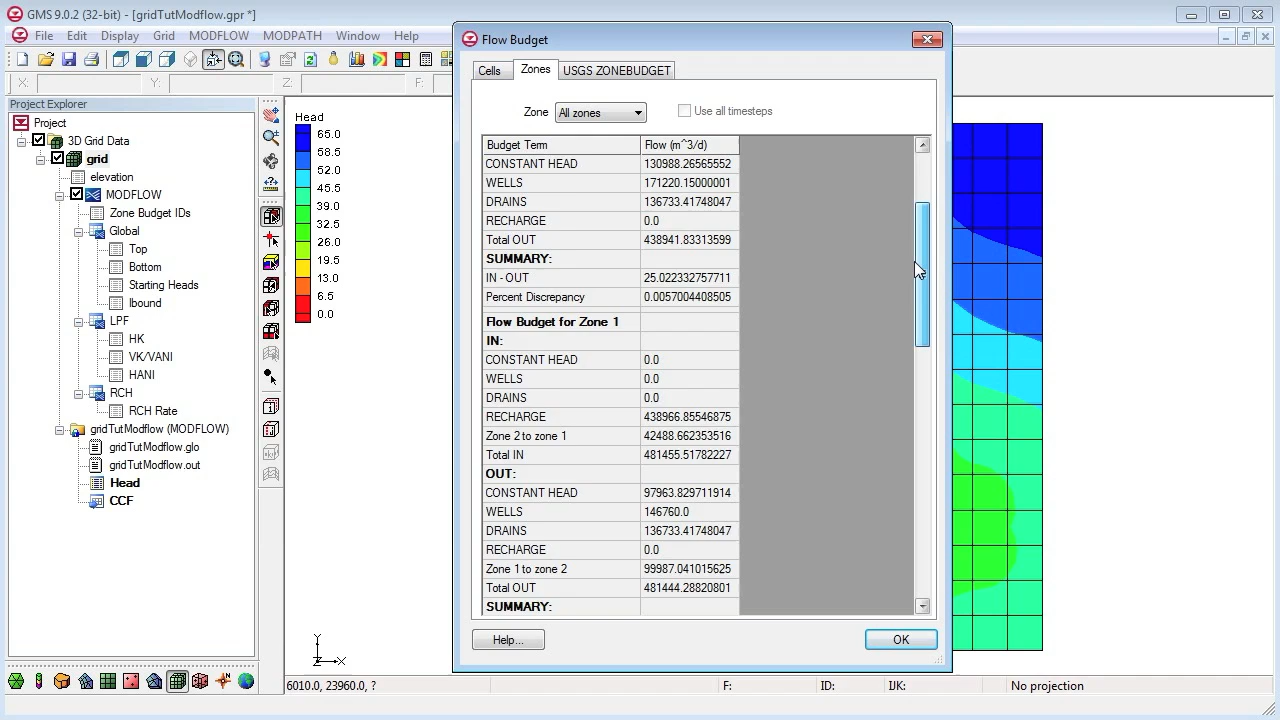 GMS 9.0.2 (32-bit) - [gridTutModflow.gpr *]
File Edit Display Grid MODFLOW MODPATH Window Help
X: Y: Z: F:
Project Explorer
Project
3D Grid Data
grid
elevation
MODFLOW
Zone Budget IDs
Global
Top
Bottom
Starting Heads
Ibound
LPF
HK
VK/VANI
HANI
RCH
RCH Rate
gridTutModflow (MODFLOW)
gridTutModflow.glo
gridTutModflow.out
Head
CCF
Head
65.0
58.5
52.0
45.5
39.0
32.5
26.0
19.5
13.0
6.5
0.0
Y
Z X
Flow Budget
Cells Zones USGS ZONEBUDGET
Zone All zones Use all timesteps
Budget Term Flow (m^3/d)
CONSTANT HEAD 130988.26565552
WELLS 171220.15000001
DRAINS 136733.41748047
RECHARGE 0.0
Total OUT 438941.83313599
SUMMARY:
IN - OUT 25.022332757711
Percent Discrepancy 0.0057004408505
Flow Budget for Zone 1
IN:
CONSTANT HEAD 0.0
WELLS 0.0
DRAINS 0.0
RECHARGE 438966.85546875
Zone 2 to zone 1 42488.662353516
Total IN 481455.51782227
OUT:
CONSTANT HEAD 97963.829711914
WELLS 146760.0
DRAINS 136733.41748047
RECHARGE 0.0
Zone 1 to zone 2 99987.041015625
Total OUT 481444.28820801
SUMMARY:
Help... OK
6010.0, 23960.0, ? F: ID: IJK: No projection